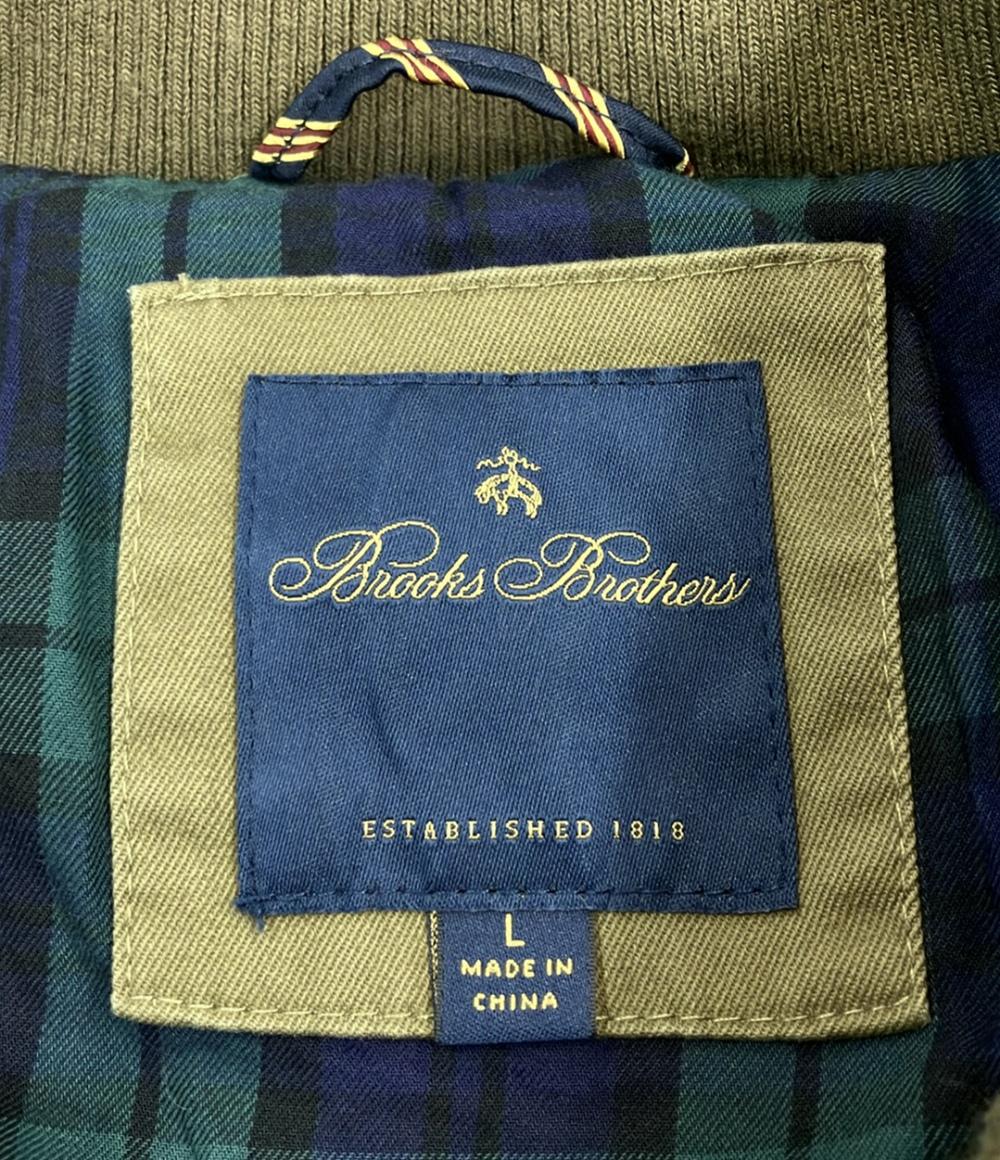 Brooks Brothers
ESTABLISHED 1818
L
MADE IN
CHINA